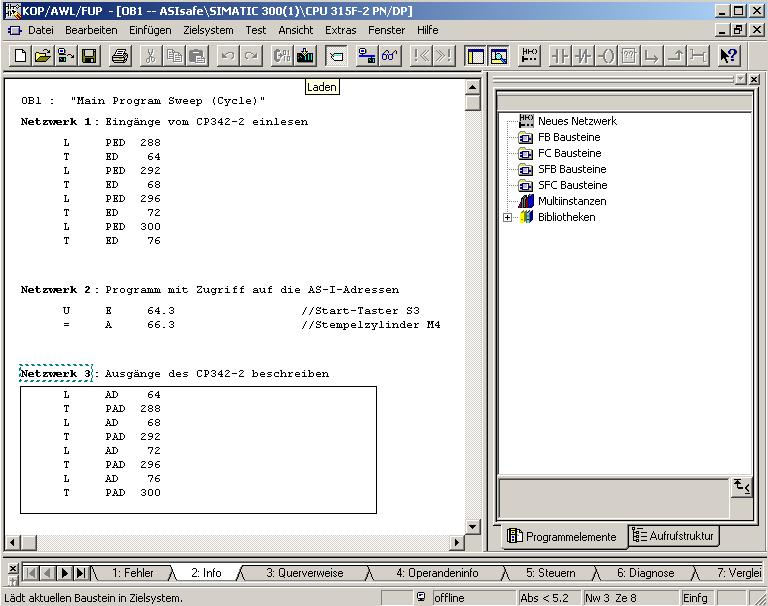 KOP/AWL/FUP - [OB1 -- ASIsafe\SIMATIC 300(1)\CPU 315F-2 PN/DP]
Datei Bearbeiten Einfügen Zielsystem Test Ansicht Extras Fenster Hilfe
Laden
OB1 : "Main Program Sweep (Cycle)"
Netzwerk 1: Eingänge vom CP342-2 einlesen
L PED 288
T ED 64
L PED 292
T ED 68
L PED 296
T ED 72
L PED 300
T ED 76
Netzwerk 2: Programm mit Zugriff auf die AS-I-Adressen
U E 64.3 //Start-Taster S3
= A 66.3 //Stempelzylinder M4
Netzwerk 3: Ausgänge des CP342-2 beschreiben
L AD 64
T PAD 288
L AD 68
T PAD 292
L AD 72
T PAD 296
L AD 76
T PAD 300
Neues Netzwerk
FB Bausteine
FC Bausteine
SFB Bausteine
SFC Bausteine
Multiinstanzen
Bibliotheken
Programmelemente Aufrufstruktur
1: Fehler 2: Info 3: Querverweise 4: Operandeninfo 5: Steuern 6: Diagnose 7: Verglei
Lädt aktuellen Baustein in Zielsystem. offline Abs < 5.2 Nw 3 Ze 8 Einfg